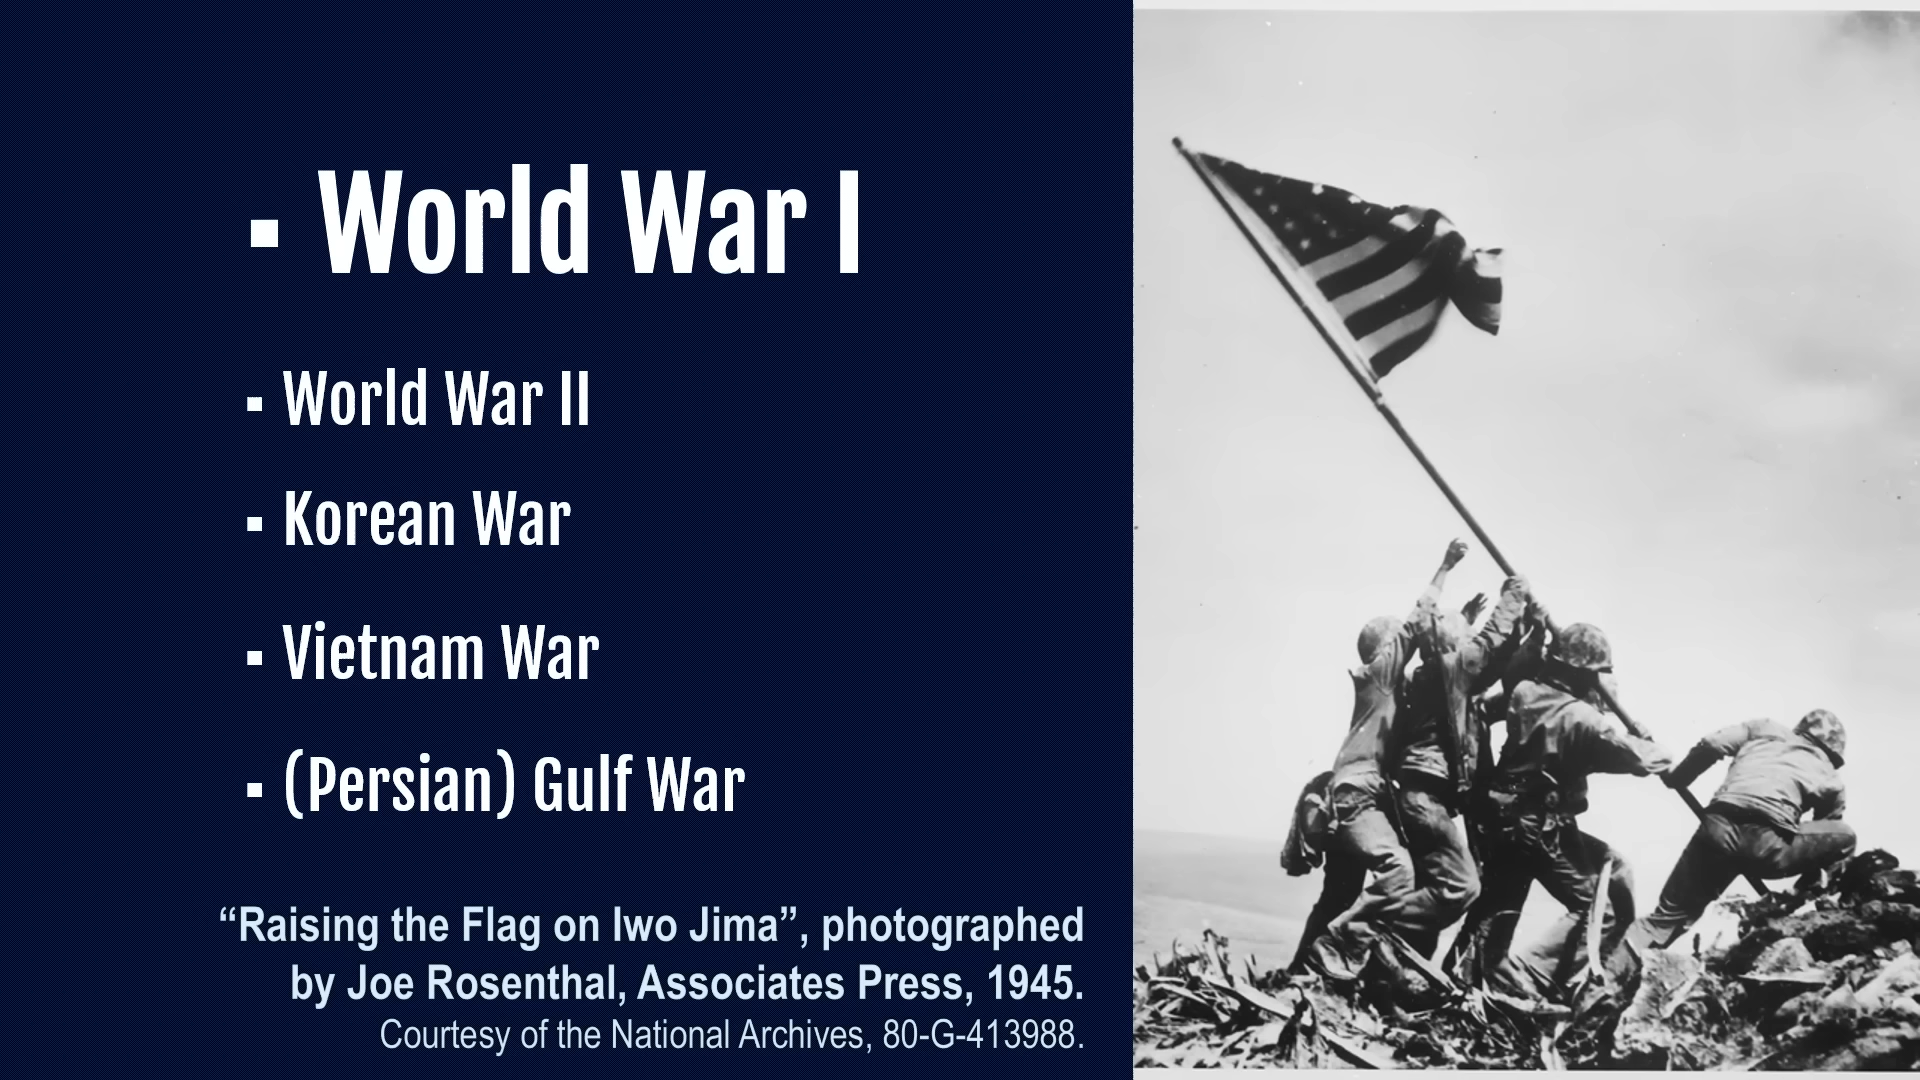 ▪ World War I
▪ World War II
▪ Korean War
▪ Vietnam War
▪ (Persian) Gulf War
“Raising the Flag on Iwo Jima”, photographed
by Joe Rosenthal, Associates Press, 1945.
Courtesy of the National Archives, 80-G-413988.